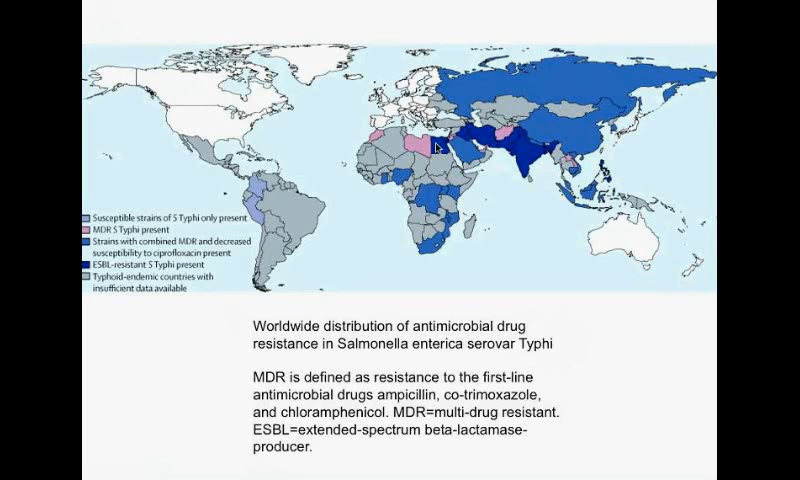 Susceptible strains of S Typhi only present
MDR S Typhi present
Strains with combined MDR and decreased
susceptibility to ciprofloxacin present
ESBL-resistant S Typhi present
Typhoid-endemic countries with
insufficient data available
Worldwide distribution of antimicrobial drug
resistance in Salmonella enterica serovar Typhi
MDR is defined as resistance to the first-line
antimicrobial drugs ampicillin, co-trimoxazole,
and chloramphenicol. MDR=multi-drug resistant.
ESBL=extended-spectrum beta-lactamase-
producer.